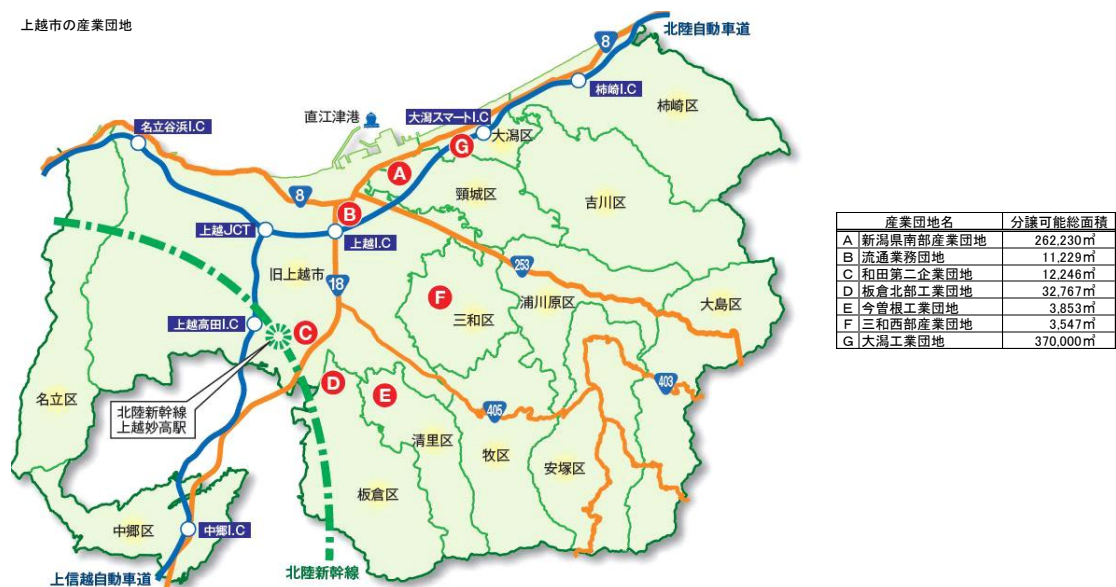 上越市の産業団地
北陸自動車道
8
柿崎I.C
柿崎区
直江津港
大潟スマートI.C
大潟区
名立谷浜I.C
G
A
頸城区
吉川区
8
B
上越JCT
上越I.C
旧上越市
18
253
浦川原区
大島区
F
三和区
上越高田I.C
C
D
E
403
405
名立区
北陸新幹線
上越妙高駅
清里区
牧区
安塚区
板倉区
中郷区
中郷I.C
北陸新幹線
上信越自動車道
産業団地名 分譲可能総面積
A 新潟県南部産業団地 262,230㎡
B 流通業務団地 11,229㎡
C 和田第二企業団地 12,246㎡
D 板倉北部工業団地 32,767㎡
E 今曽根工業団地 3,853㎡
F 三和西部産業団地 3,547㎡
G 大潟工業団地 370,000㎡